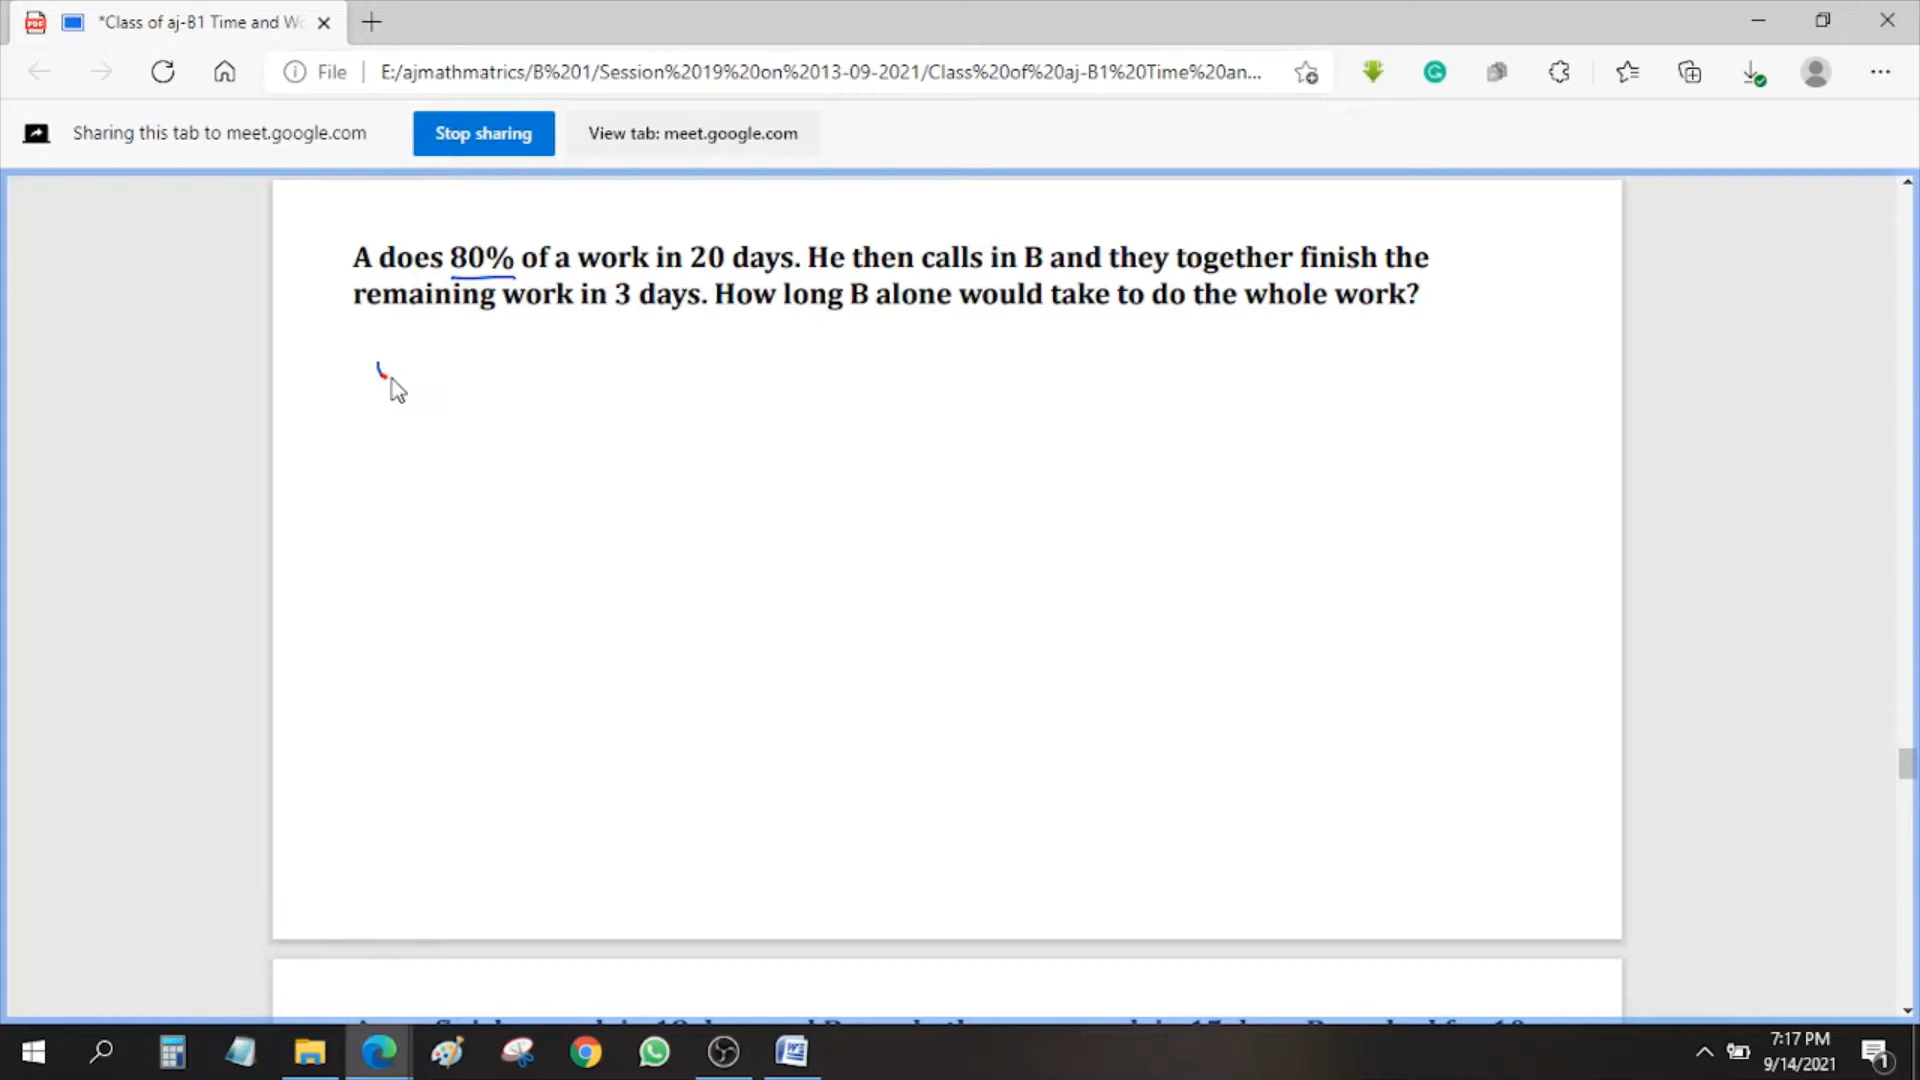 *Class of aj-B1 Time and Wo
File
E:/ajmathmatrics/B%201/Session%2019%20on%2013-09-2021/Class%20of%20aj-B1%20Time%20an...
Sharing this tab to meet.google.com
Stop sharing
View tab: meet.google.com
A does 80% of a work in 20 days. He then calls in B and they together finish the
remaining work in 3 days. How long B alone would take to do the whole work?
7:17 PM
9/14/2021
1